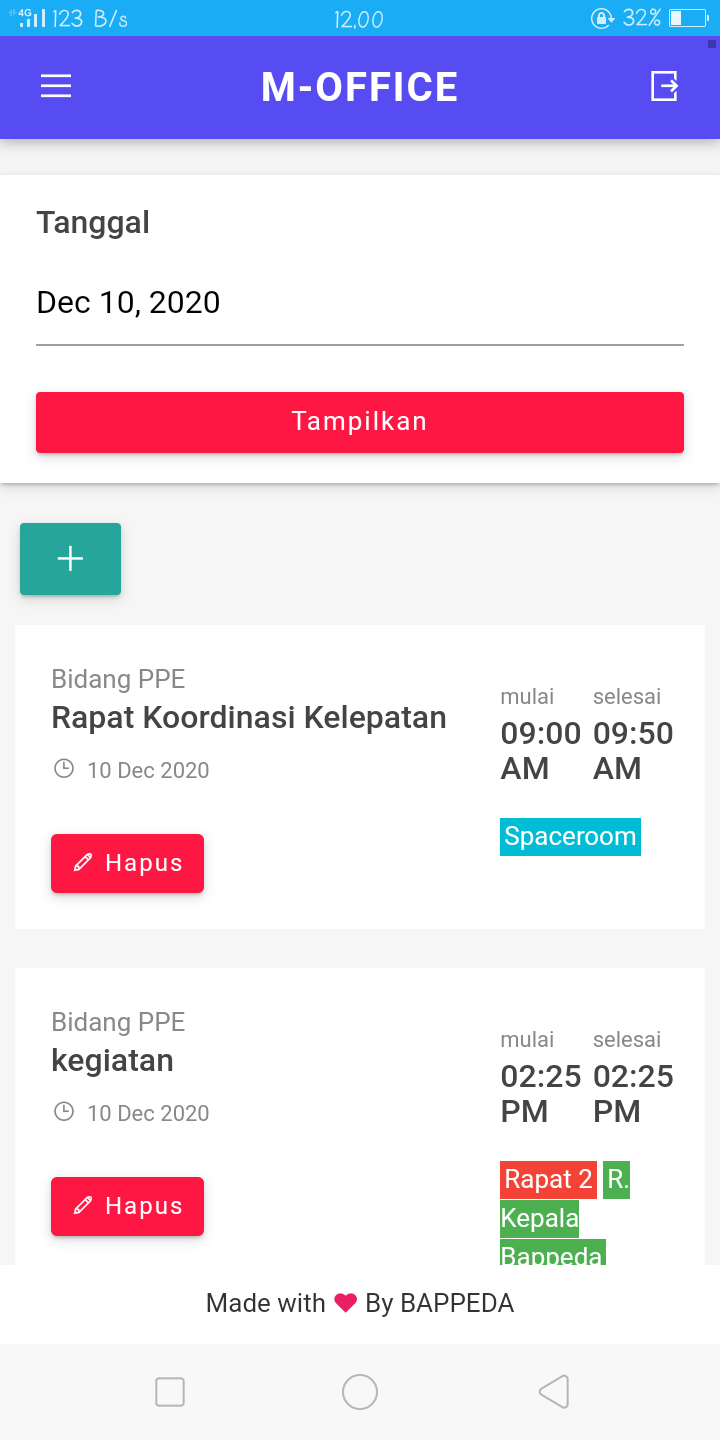 4G 123 B/s 12.00 32%
M-OFFICE
Tanggal
Dec 10, 2020
Tampilkan
+
Bidang PPE
Rapat Koordinasi Kelepatan
10 Dec 2020
Hapus
mulai selesai
09:00 09:50
AM AM
Spaceroom
Bidang PPE
kegiatan
10 Dec 2020
Hapus
mulai selesai
02:25 02:25
PM PM
Rapat 2 R.
Kepala
Bappeda
Made with ❤ By BAPPEDA